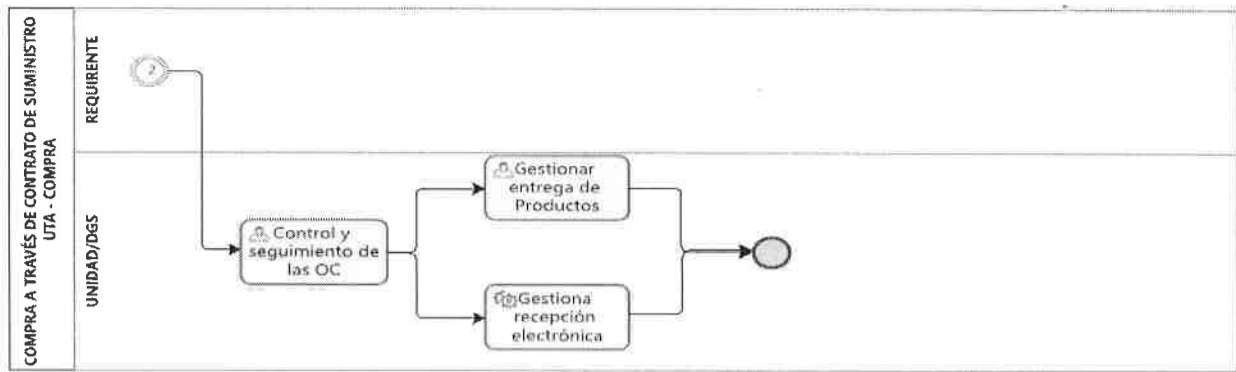 COMPRA A TRAVÉS DE CONTRATO DE SUMINISTRO
UTA - COMPRA
REQUIRENTE
2
UNIDAD/DGS
Control y
seguimiento de
las OC
Gestionar
entrega de
Productos
Gestiona
recepción
electrónica